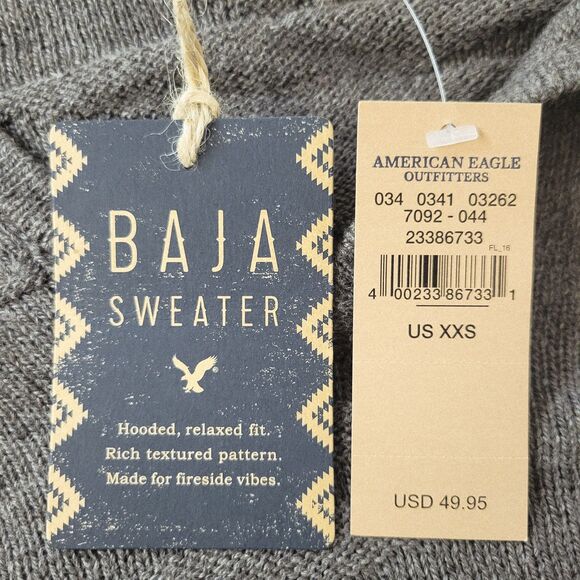 BAJA
SWEATER
®
Hooded, relaxed fit.
Rich textured pattern.
Made for fireside vibes.
AMERICAN EAGLE
OUTFITTERS
034 0341 03262
7092 - 044
23386733
FL_16
4 00233 86733 1
US XXS
USD 49.95